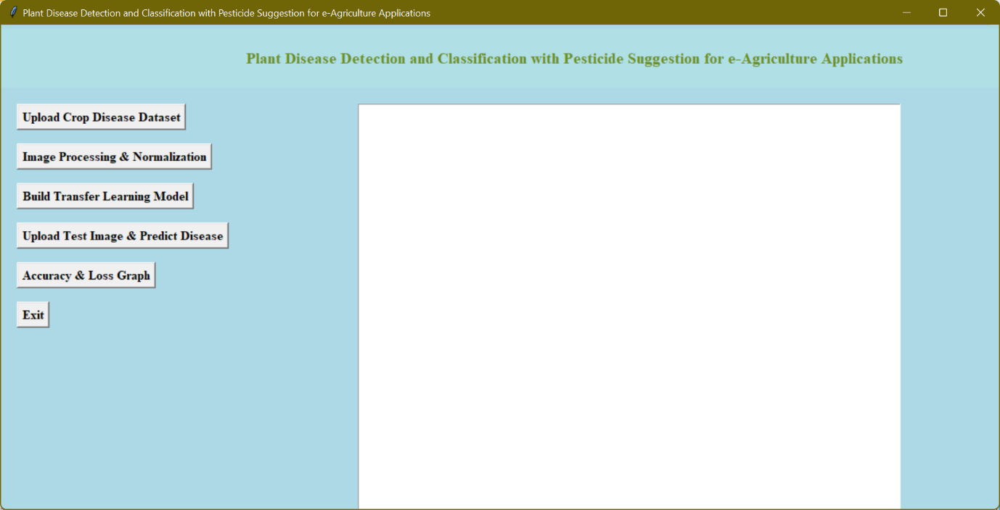 Plant Disease Detection and Classification with Pesticide Suggestion for e-Agriculture Applications
Plant Disease Detection and Classification with Pesticide Suggestion for e-Agriculture Applications
Upload Crop Disease Dataset
Image Processing & Normalization
Build Transfer Learning Model
Upload Test Image & Predict Disease
Accuracy & Loss Graph
Exit